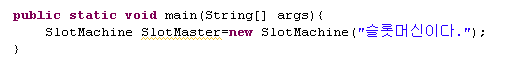 public static void main(String[] args){
SlotMachine SlotMaster=new SlotMachine("슬롯머신이다.");
}